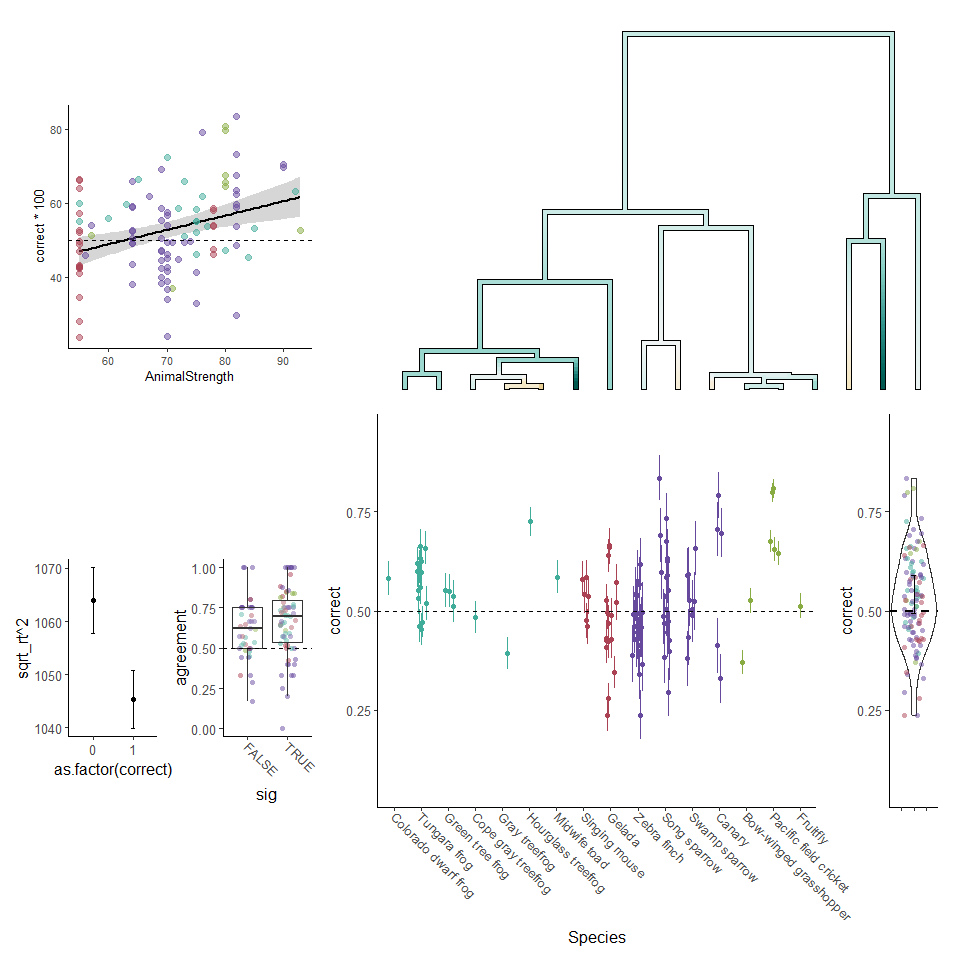 correct * 100
80
60
40
60
70
80
90
AnimalStrength
sqrt_rt^2
1070
1060
1050
1040
0
1
as.factor(correct)
agreement
1.00
0.75
0.50
0.25
0.00
FALSE
TRUE
sig
correct
0.75
0.50
0.25
Colorado dwarf frog
Tungara frog
Green tree frog
Cope gray treefrog
Gray treefrog
Hourglass treefrog
Midwife toad
Singing mouse
Gelada
Zebra finch
Song sparrow
Swamp sparrow
Canary
Bow-winged grasshopper
Pacific field cricket
Fruitfly
Species
correct
0.75
0.50
0.25